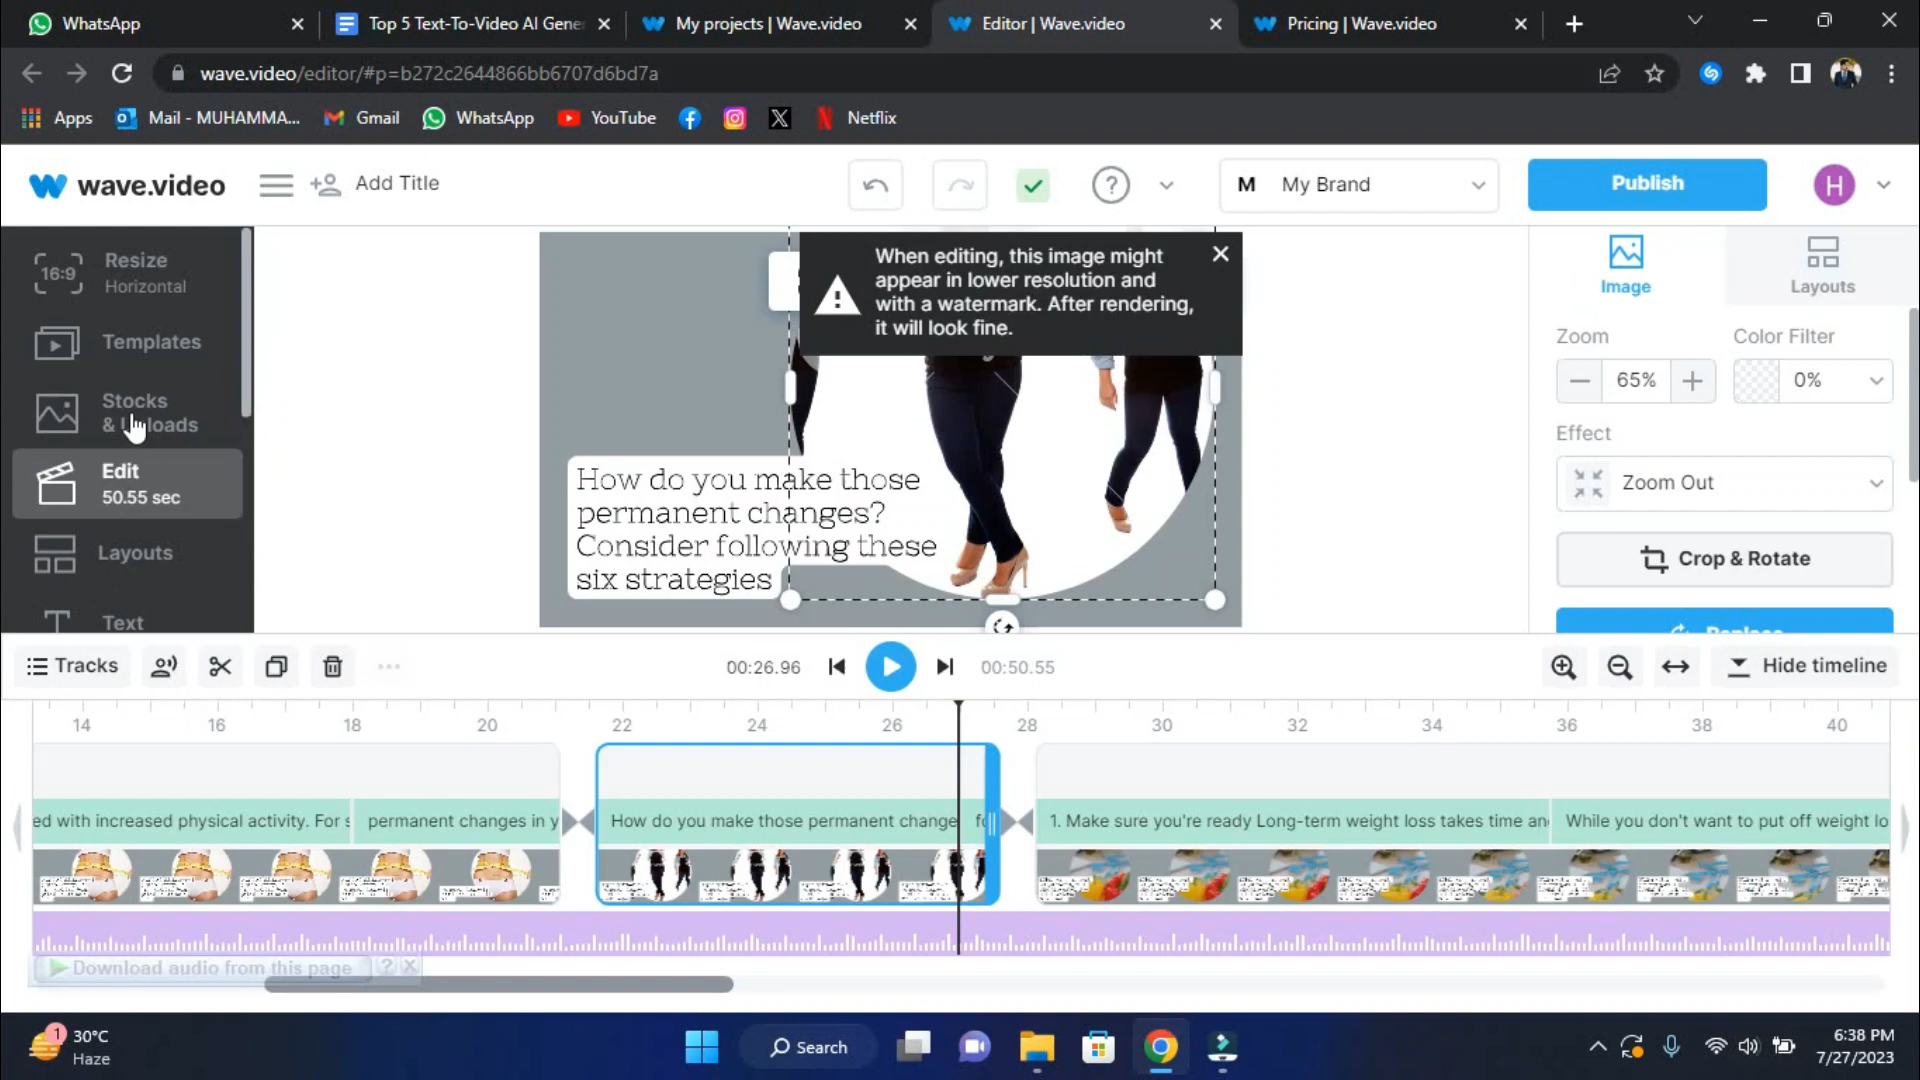 WhatsApp
Top 5 Text-To-Video AI Gene
My projects | Wave.video
Editor | Wave.video
Pricing | Wave.video
wave.video/editor/#p=b272c2644866bb6707d6bd7a
Apps
Mail - MUHAMMA...
Gmail
WhatsApp
YouTube
Netflix
wave.video
Add Title
M My Brand
Publish
H
16:9
Resize
Horizontal
Templates
Stocks
& Uploads
Edit
50.55 sec
Layouts
Text
When editing, this image might
appear in lower resolution and
with a watermark. After rendering,
it will look fine.
How do you make those
permanent changes?
Consider following these
six strategies
Image
Layouts
Zoom
Color Filter
65%
0%
Effect
Zoom Out
Crop & Rotate
Replace
Tracks
00:26.96
00:50.55
Hide timeline
14 16 18 20 22 24 26 28 30 32 34 36 38 40
ed with increased physical activity. For s
permanent changes in y
How do you make those permanent change
fo
1. Make sure you're ready Long-term weight loss takes time an
While you don't want to put off weight lo
Download audio from this page
?
1
30°C
Haze
Search
6:38 PM
7/27/2023